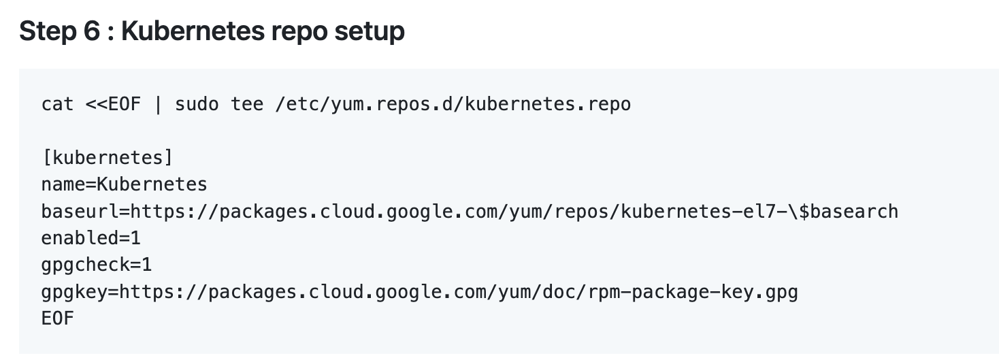 Step 6 : Kubernetes repo setup
cat <<EOF | sudo tee /etc/yum.repos.d/kubernetes.repo
[kubernetes]
name=Kubernetes
baseurl=https://packages.cloud.google.com/yum/repos/kubernetes-el7-\$basearch
enabled=1
gpgcheck=1
gpgkey=https://packages.cloud.google.com/yum/doc/rpm-package-key.gpg
EOF